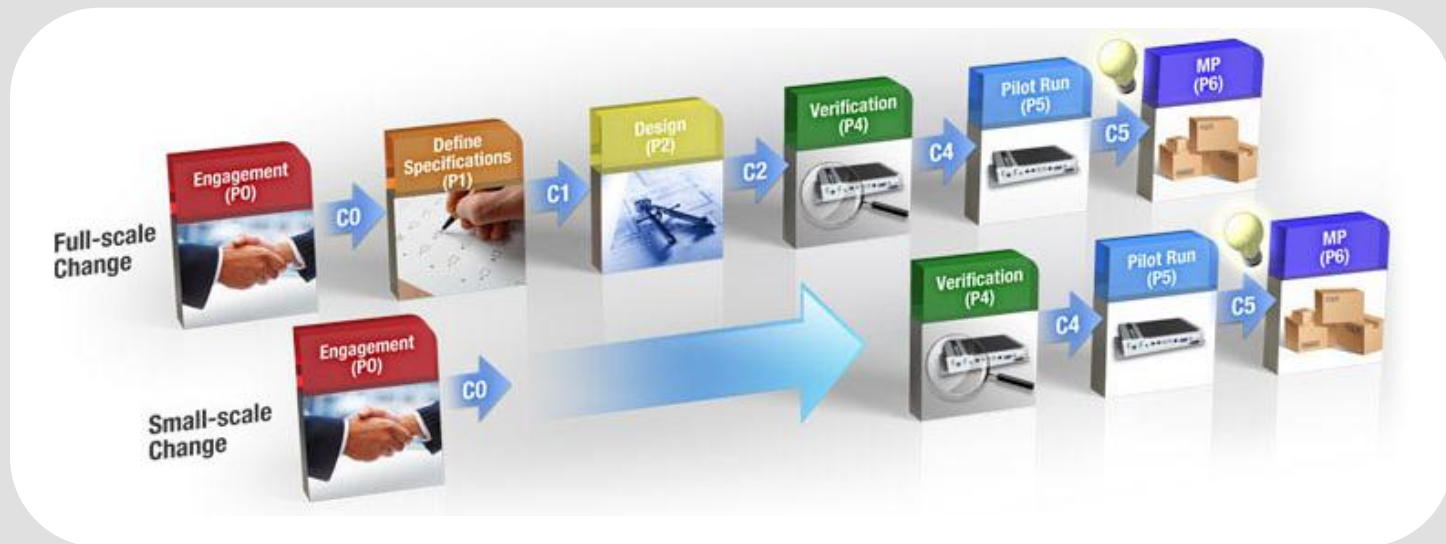 Full-scale
Change
Engagement
(P0)
C0
Define
Specifications
(P1)
C1
Design
(P2)
C2
Verification
(P4)
C4
Pilot Run
(P5)
C5
MP
(P6)
Small-scale
Change
Engagement
(P0)
C0
Verification
(P4)
C4
Pilot Run
(P5)
C5
MP
(P6)